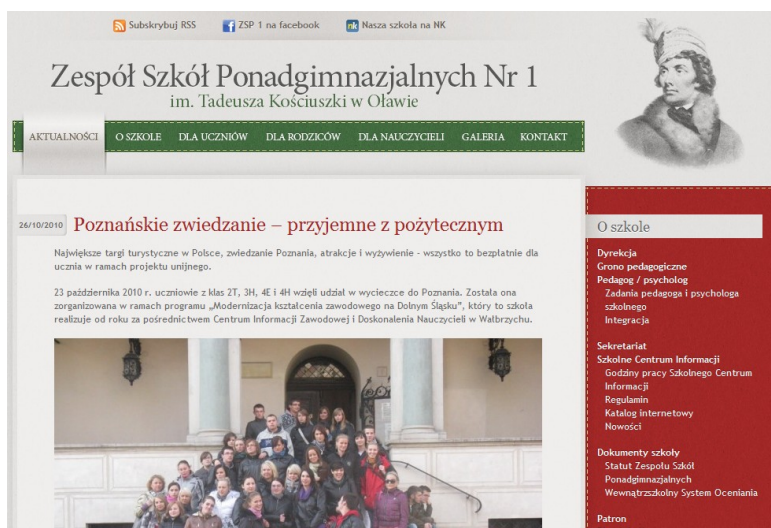 Subskrybuj RSS
ZSP 1 na facebook
nk Nasza szkoła na NK
Zespół Szkół Ponadgimnazjalnych Nr 1
im. Tadeusza Kościuszki w Oławie
AKTUALNOŚCI O SZKOLE DLA UCZNIÓW DLA RODZICÓW DLA NAUCZYCIELI GALERIA KONTAKT
26/10/2010 Poznańskie zwiedzanie – przyjemne z pożytecznym
Największe targi turystyczne w Polsce, zwiedzanie Poznania, atrakcje i wyżywienie - wszystko to bezpłatnie dla
ucznia w ramach projektu unijnego.
23 października 2010 r. uczniowie z klas 2T, 3H, 4E i 4H wzięli udział w wycieczce do Poznania. Została ona
zorganizowana w ramach programu „Modernizacja kształcenia zawodowego na Dolnym Śląsku”, który to szkoła
realizuje od roku za pośrednictwem Centrum Informacji Zawodowej i Doskonalenia Nauczycieli w Wałbrzychu.
O szkole
Dyrekcja
Grono pedagogiczne
Pedagog / psycholog
Zadania pedagoga i psychologa
szkolnego
Integracja
Sekretariat
Szkolne Centrum Informacji
Godziny pracy Szkolnego Centrum
Informacji
Regulamin
Katalog internetowy
Nowości
Dokumenty szkoły
Statut Zespołu Szkół
Ponadgimnazjalnych
Wewnątrzszkolny System Oceniania
Patron